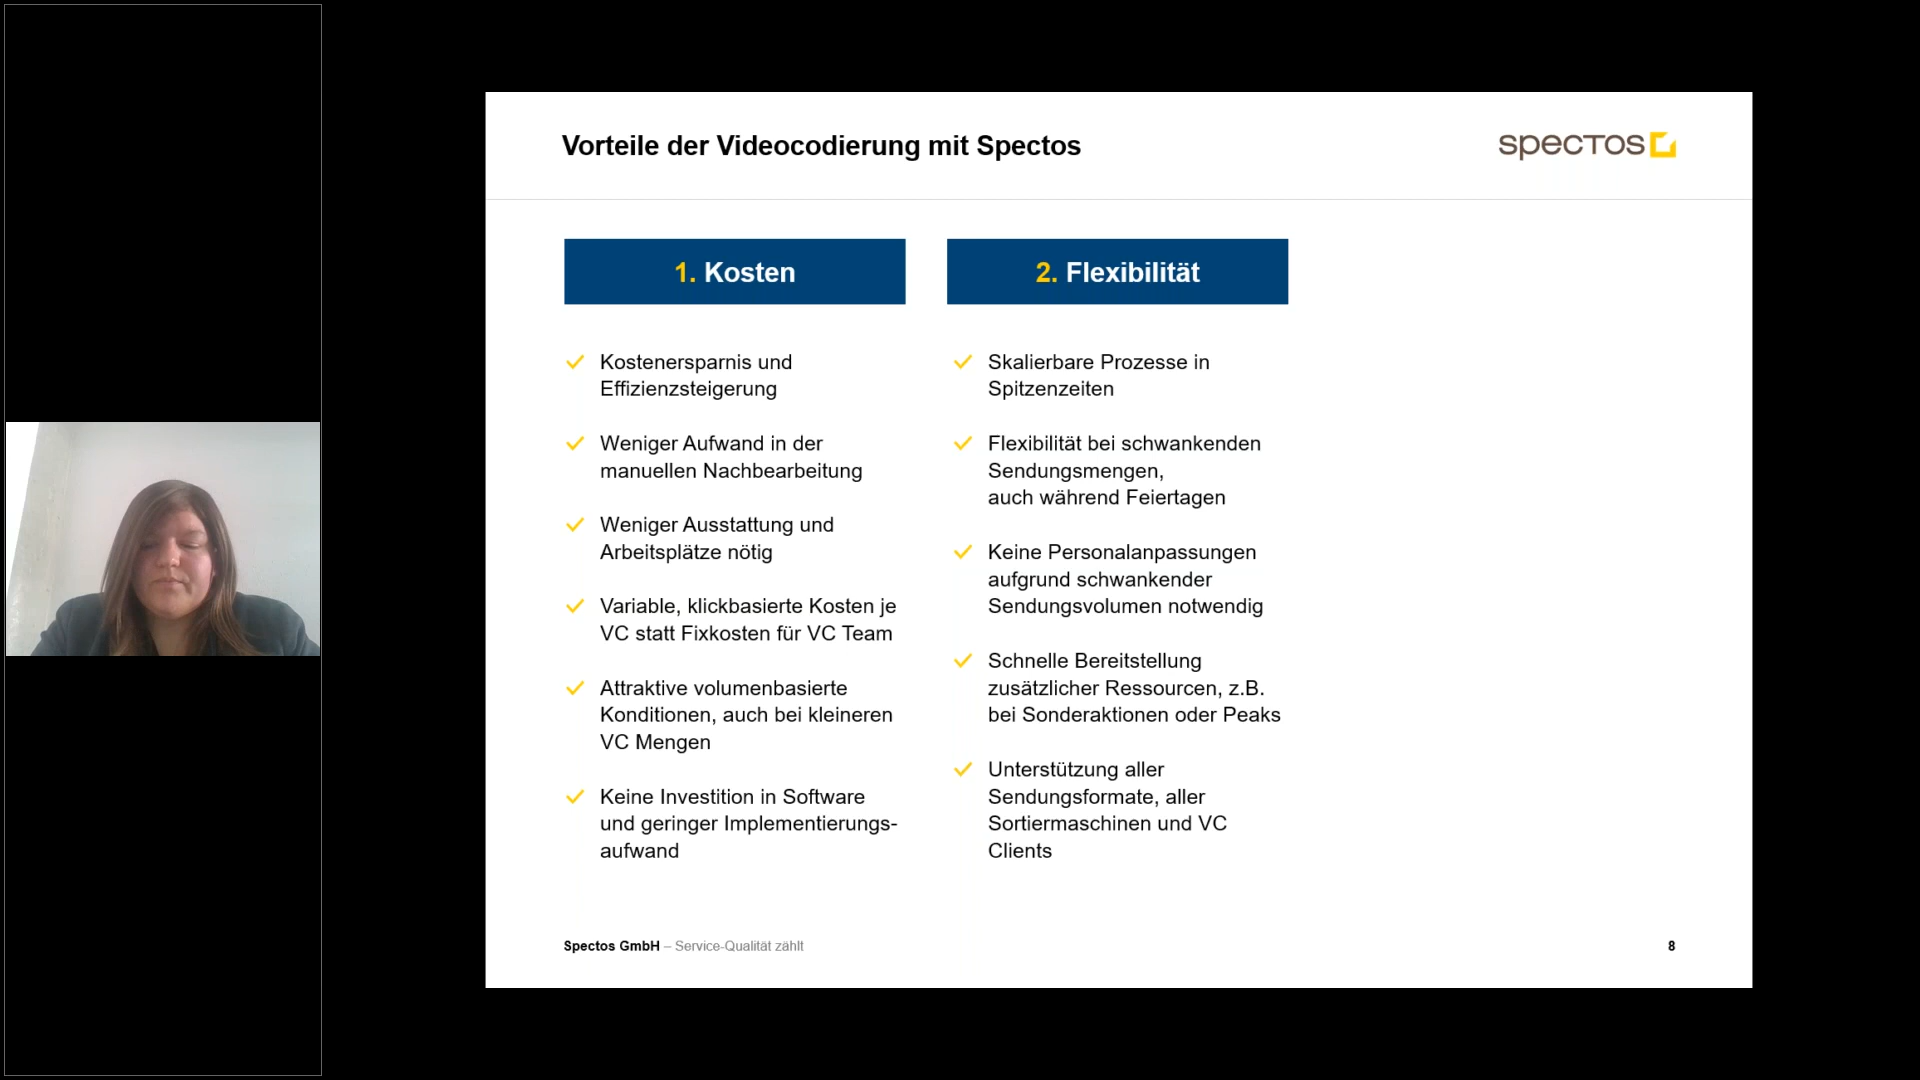 Vorteile der Videocodierung mit Spectos
specTos
1. Kosten
Kostenersparnis und
Effizienzsteigerung
Weniger Aufwand in der
manuellen Nachbearbeitung
Weniger Ausstattung und
Arbeitsplätze nötig
Variable, klickbasierte Kosten je
VC statt Fixkosten für VC Team
Attraktive volumenbasierte
Konditionen, auch bei kleineren
VC Mengen
Keine Investition in Software
und geringer Implementierungs-
aufwand
2. Flexibilität
Skalierbare Prozesse in
Spitzenzeiten
Flexibilität bei schwankenden
Sendungsmengen,
auch während Feiertagen
Keine Personalanpassungen
aufgrund schwankender
Sendungsvolumen notwendig
Schnelle Bereitstellung
zusätzlicher Ressourcen, z.B.
bei Sonderaktionen oder Peaks
Unterstützung aller
Sendungsformate, aller
Sortiermaschinen und VC
Clients
Spectos GmbH – Service-Qualität zählt
8